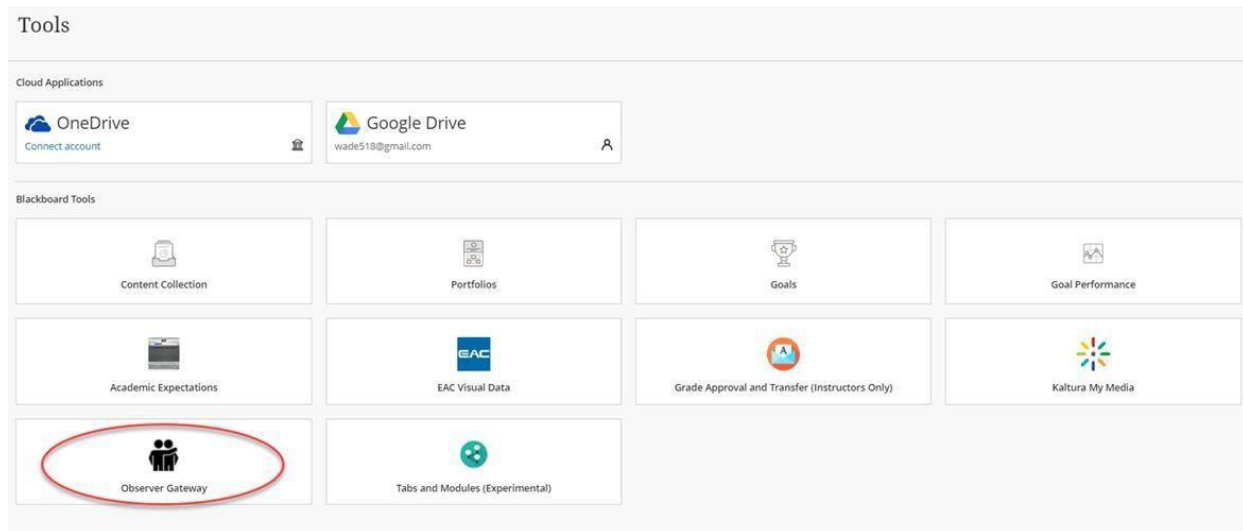 Tools
Cloud Applications
OneDrive
Connect account
Google Drive
wade518@gmail.com
Blackboard Tools
Content Collection
Portfolios
Goals
Goal Performance
Academic Expectations
EAC
EAC Visual Data
A
Grade Approval and Transfer (Instructors Only)
Kaltura My Media
Observer Gateway
Tabs and Modules (Experimental)